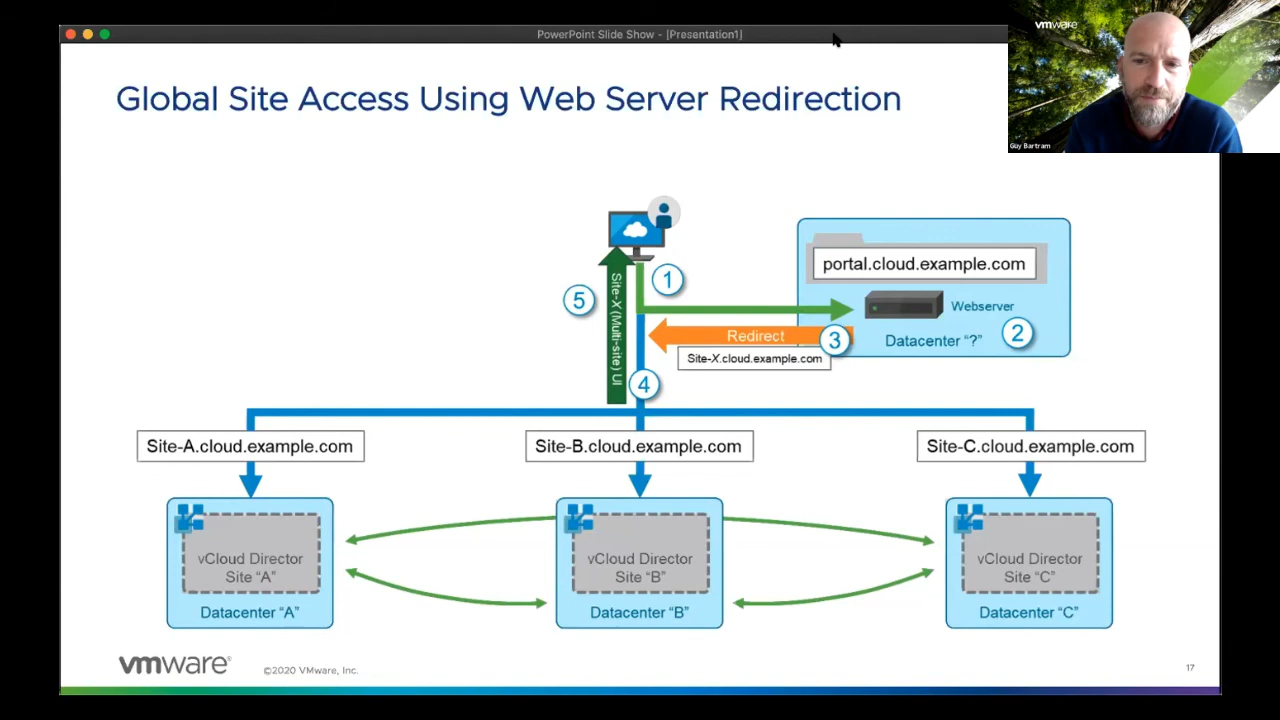 PowerPoint Slide Show - [Presentation1]
vmware
Guy Bartram
Global Site Access Using Web Server Redirection
1
portal.cloud.example.com
5
Site-X (Multi-site) UI
Webserver
2
Redirect
3
Datacenter “?”
Site-X.cloud.example.com
4
Site-A.cloud.example.com
Site-B.cloud.example.com
Site-C.cloud.example.com
vCloud Director
Site “A”
Datacenter “A”
vCloud Director
Site “B”
Datacenter “B”
vCloud Director
Site “C”
Datacenter “C”
vmware®
©2020 VMware, Inc.
17